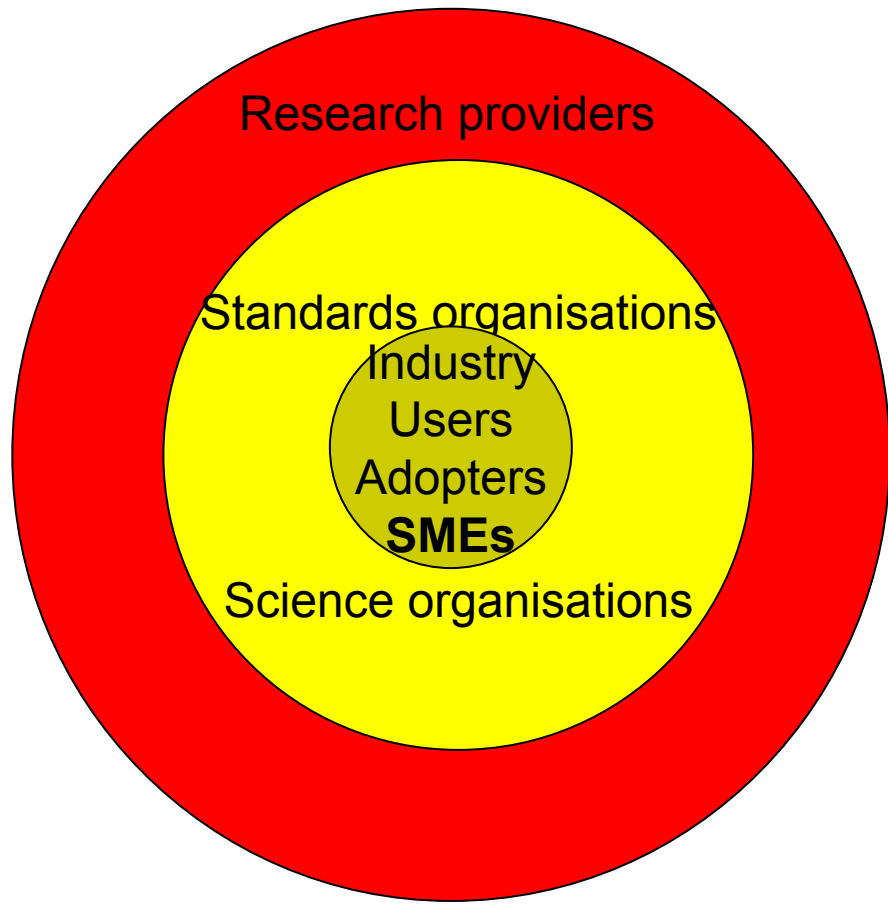 Research providers
Standards organisations
Industry
Users
Adopters
SMEs
Science organisations